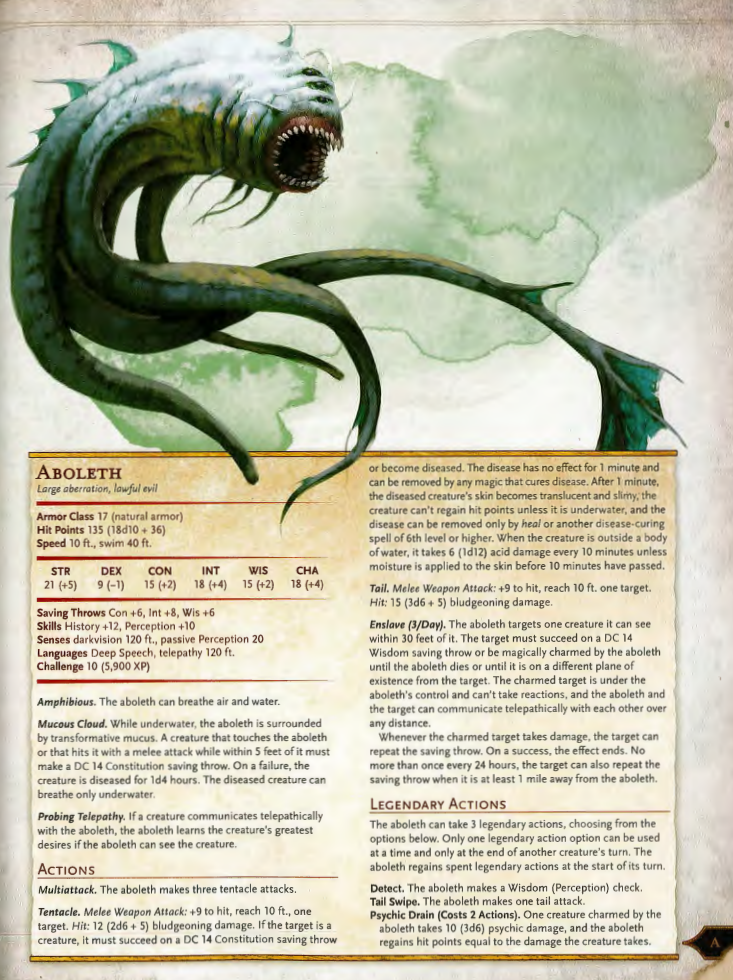 ABOLETH
Large aberration, lawful evil
Armor Class 17 (natural armor)
Hit Points 135 (18d10 + 36)
Speed 10 ft., swim 40 ft.
STR DEX CON INT WIS CHA
21 (+5) 9 (−1) 15 (+2) 18 (+4) 15 (+2) 18 (+4)
Saving Throws Con +6, Int +8, Wis +6
Skills History +12, Perception +10
Senses darkvision 120 ft., passive Perception 20
Languages Deep Speech, telepathy 120 ft.
Challenge 10 (5,900 XP)
Amphibious. The aboleth can breathe air and water.
Mucous Cloud. While underwater, the aboleth is surrounded
by transformative mucus. A creature that touches the aboleth
or that hits it with a melee attack while within 5 feet of it must
make a DC 14 Constitution saving throw. On a failure, the
creature is diseased for 1d4 hours. The diseased creature can
breathe only underwater.
Probing Telepathy. If a creature communicates telepathically
with the aboleth, the aboleth learns the creature's greatest
desires if the aboleth can see the creature.
ACTIONS
Multiattack. The aboleth makes three tentacle attacks.
Tentacle. Melee Weapon Attack: +9 to hit, reach 10 ft., one
target. Hit: 12 (2d6 + 5) bludgeoning damage. If the target is a
creature, it must succeed on a DC 14 Constitution saving throw
or become diseased. The disease has no effect for 1 minute and
can be removed by any magic that cures disease. After 1 minute,
the diseased creature's skin becomes translucent and slimy, the
creature can't regain hit points unless it is underwater, and the
disease can be removed only by heal or another disease-curing
spell of 6th level or higher. When the creature is outside a body
of water, it takes 6 (1d12) acid damage every 10 minutes unless
moisture is applied to the skin before 10 minutes have passed.
Tail. Melee Weapon Attack: +9 to hit, reach 10 ft. one target.
Hit: 15 (3d6 + 5) bludgeoning damage.
Enslave (3/Day). The aboleth targets one creature it can see
within 30 feet of it. The target must succeed on a DC 14
Wisdom saving throw or be magically charmed by the aboleth
until the aboleth dies or until it is on a different plane of
existence from the target. The charmed target is under the
aboleth's control and can't take reactions, and the aboleth and
the target can communicate telepathically with each other over
any distance.
Whenever the charmed target takes damage, the target can
repeat the saving throw. On a success, the effect ends. No
more than once every 24 hours, the target can also repeat the
saving throw when it is at least 1 mile away from the aboleth.
LEGENDARY ACTIONS
The aboleth can take 3 legendary actions, choosing from the
options below. Only one legendary action option can be used
at a time and only at the end of another creature's turn. The
aboleth regains spent legendary actions at the start of its turn.
Detect. The aboleth makes a Wisdom (Perception) check.
Tail Swipe. The aboleth makes one tail attack.
Psychic Drain (Costs 2 Actions). One creature charmed by the
aboleth takes 10 (3d6) psychic damage, and the aboleth
regains hit points equal to the damage the creature takes.
A